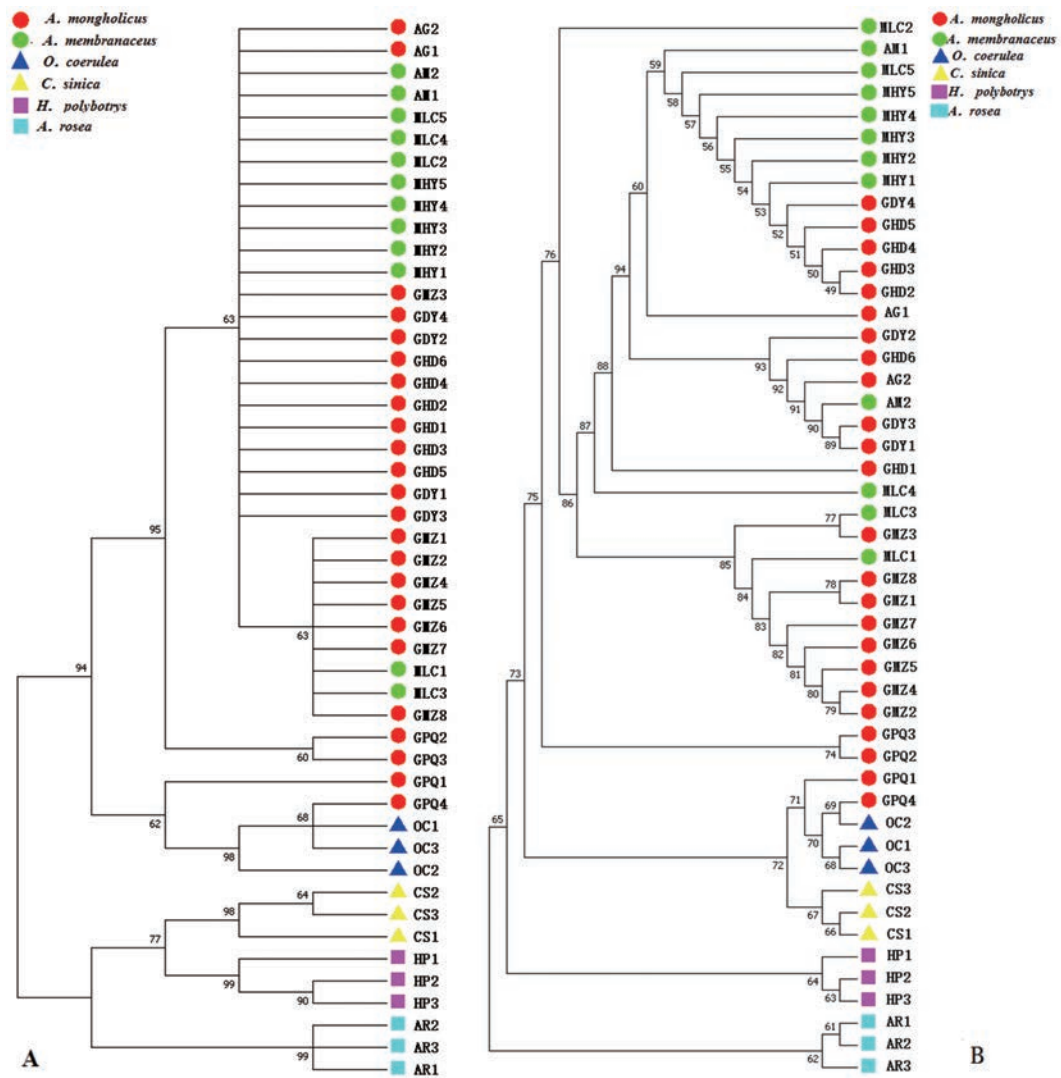 A. mongholicus
A. membranaceus
O. coerulea
C. sinica
H. polybotrys
A. rosea
AG2
AG1
AM2
AM1
MLC5
MLC4
MLC2
MHY5
MHY4
MHY3
MHY2
MHY1
GMZ3
GDY4
GDY2
GHD6
GHD4
GHD2
GHD1
GHD3
GHD5
GDY1
GDY3
GMZ1
GMZ2
GMZ4
GMZ5
GMZ6
GMZ7
MLC1
MLC3
GMZ8
GPQ2
GPQ3
GPQ1
GPQ4
OC1
OC3
OC2
CS2
CS3
CS1
HP1
HP2
HP3
AR2
AR3
AR1
63
95
63
94
60
68
62
98
64
98
77
99
90
99
A
A. mongholicus
A. membranaceus
O. coerulea
C. sinica
H. polybotrys
A. rosea
MLC2
AM1
MLC5
MHY5
MHY4
MHY3
MHY2
MHY1
GDY4
GHD5
GHD4
GHD3
GHD2
AG1
GDY2
GHD6
AG2
AM2
GDY3
GDY1
GHD1
MLC4
MLC3
GMZ3
MLC1
GMZ8
GMZ1
GMZ7
GMZ6
GMZ5
GMZ4
GMZ2
GPQ3
GPQ2
GPQ1
GPQ4
OC2
OC1
OC3
CS3
CS2
CS1
HP1
HP2
HP3
AR1
AR2
AR3
59
58
57
56
55
54
60
53
52
51
76
94
50
49
93
88
92
91
87
90
89
75
86
77
85
78
84
83
82
73
81
80
79
74
71
69
65
70
72
68
67
66
64
63
61
62
B